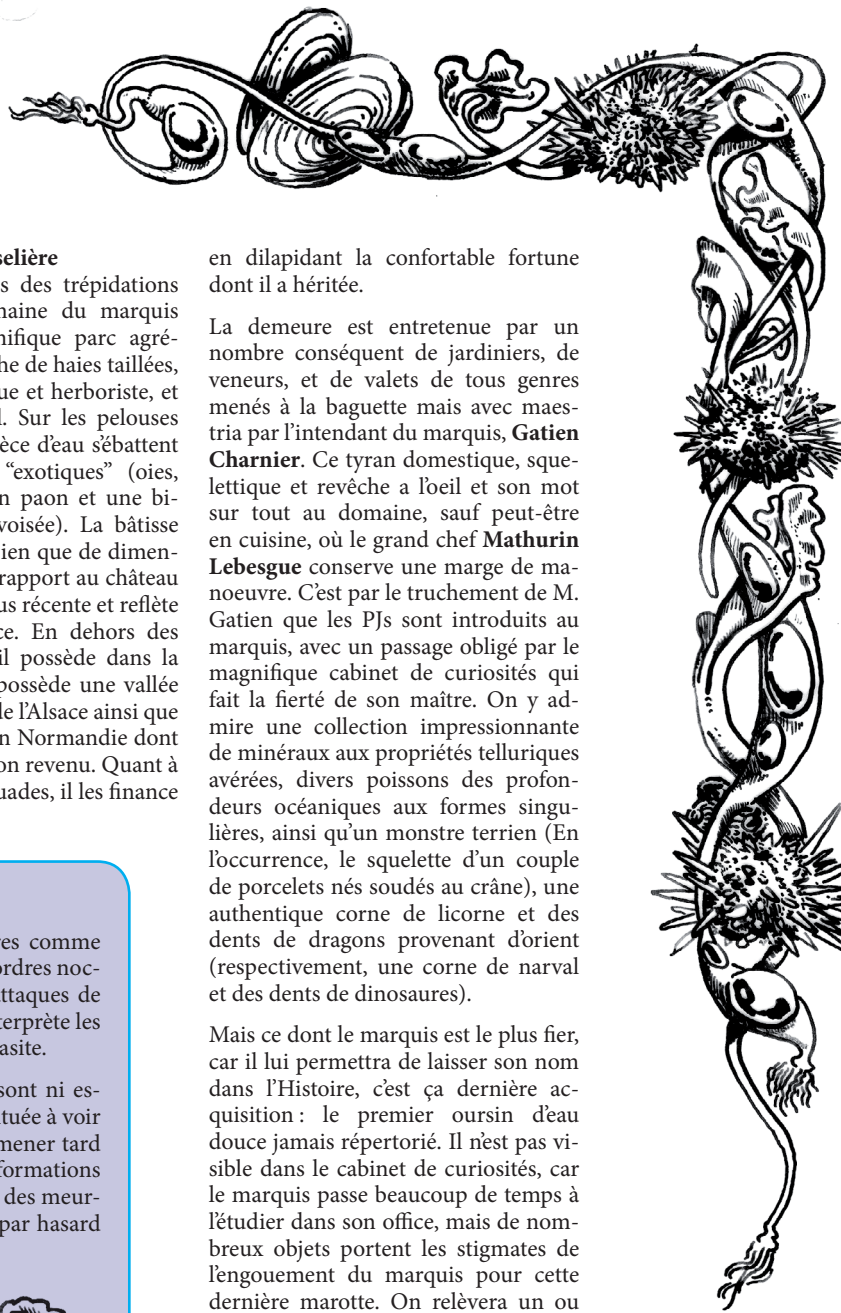 selière
s des trépidations
maine du marquis
nifique parc agré-
he de haies taillées,
ue et herboriste, et
l. Sur les pelouses
ièce d'eau s'ébattent
"exotiques" (oies,
n paon et une bi-
voisée). La bâtisse
ien que de dimen-
rapport au château
us récente et reflète
ce. En dehors des
il possède dans la
possède une vallée
de l'Alsace ainsi que
n Normandie dont
on revenu. Quant à
uades, il les finance
res comme
ordres noc-
ttaques de
terprète les
asite.
sont ni es-
tuée à voir
mener tard
formations
des meur-
par hasard
en dilapidant la confortable fortune
dont il a héritée.
La demeure est entretenue par un
nombre conséquent de jardiniers, de
veneurs, et de valets de tous genres
menés à la baguette mais avec maes-
tria par l'intendant du marquis, Gatien
Charnier. Ce tyran domestique, sque-
lettique et revêche a l'oeil et son mot
sur tout au domaine, sauf peut-être
en cuisine, où le grand chef Mathurin
Lebesgue conserve une marge de ma-
noeuvre. C'est par le truchement de M.
Gatien que les PJs sont introduits au
marquis, avec un passage obligé par le
magnifique cabinet de curiosités qui
fait la fierté de son maître. On y ad-
mire une collection impressionnante
de minéraux aux propriétés telluriques
avérées, divers poissons des profon-
deurs océaniques aux formes singu-
lières, ainsi qu'un monstre terrien (En
l'occurrence, le squelette d'un couple
de porcelets nés soudés au crâne), une
authentique corne de licorne et des
dents de dragons provenant d'orient
(respectivement, une corne de narval
et des dents de dinosaures).
Mais ce dont le marquis est le plus fier,
car il lui permettra de laisser son nom
dans l'Histoire, c'est ça dernière ac-
quisition : le premier oursin d'eau
douce jamais répertorié. Il n'est pas vi-
sible dans le cabinet de curiosités, car
le marquis passe beaucoup de temps à
l'étudier dans son office, mais de nom-
breux objets portent les stigmates de
l'engouement du marquis pour cette
dernière marotte. On relèvera un ou